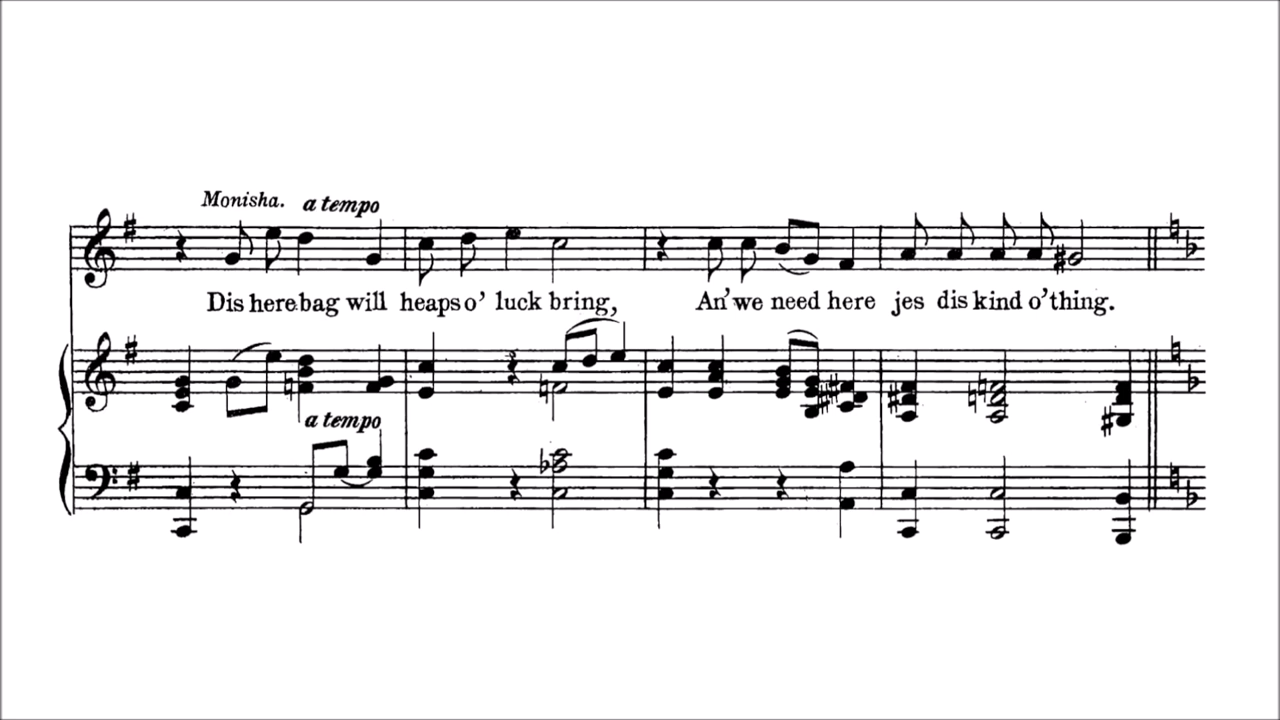 Monisha. a tempo
Dis here bag will heaps o' luck bring, An' we need here jes dis kind o' thing.
a tempo